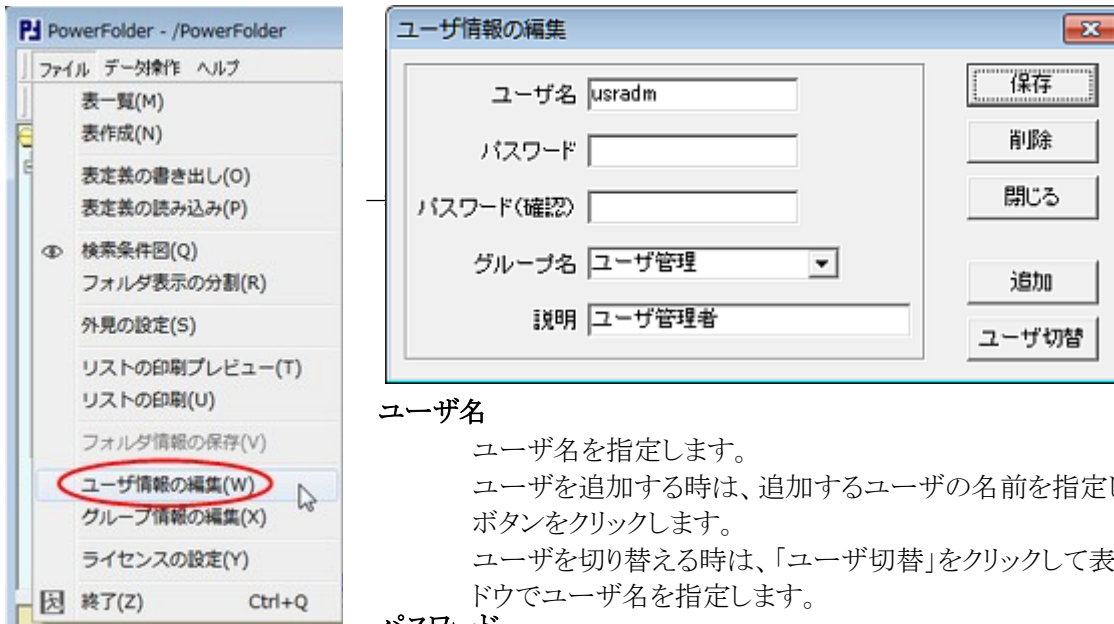 PowerFolder - /PowerFolder
ファイル データ操作 ヘルプ
表一覧(M)
表作成(N)
表定義の書き出し(O)
表定義の読み込み(P)
検索条件図(Q)
フォルダ表示の分割(R)
外見の設定(S)
リストの印刷プレビュー(T)
リストの印刷(U)
フォルダ情報の保存(V)
ユーザ情報の編集(W)
グループ情報の編集(X)
ライセンスの設定(Y)
終了(Z) Ctrl+Q
ユーザ情報の編集
ユーザ名 usradm
パスワード
パスワード(確認)
グループ名 ユーザ管理
説明 ユーザ管理者
保存
削除
閉じる
追加
ユーザ切替
ユーザ名
ユーザ名を指定します。
ユーザを追加する時は、追加するユーザの名前を指定し
ボタンをクリックします。
ユーザを切り替える時は、「ユーザ切替」をクリックして表
ドウでユーザ名を指定します。
パスワード